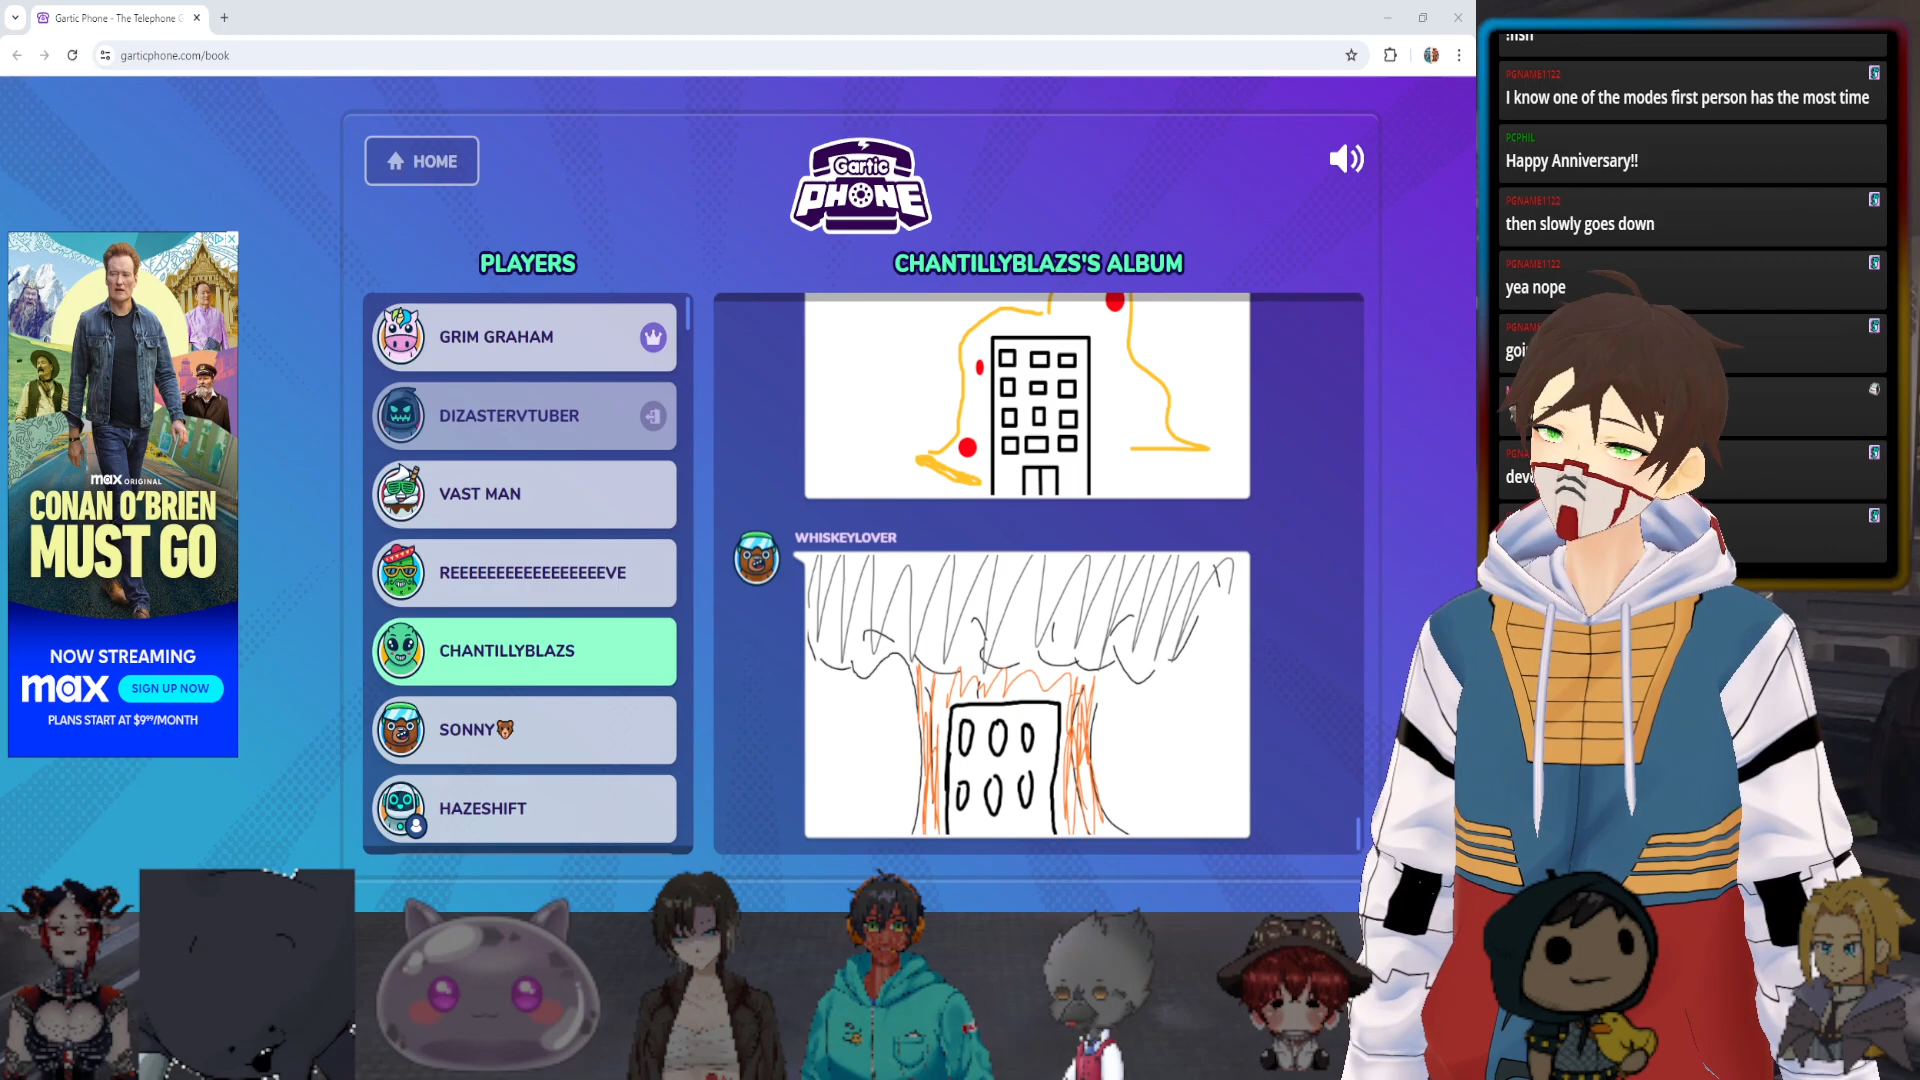 Gartic Phone - The Telephone G
garticphone.com/book
HOME
Gartic
PHONE
PLAYERS
CHANTILLYBLAZS'S ALBUM
GRIM GRAHAM
DIZASTERVTUBER
VAST MAN
REEEEEEEEEEEEEEEEEVE
CHANTILLYBLAZS
SONNY
HAZESHIFT
WHISKEYLOVER
max ORIGINAL
CONAN O'BRIEN
MUST GO
NOW STREAMING
max
SIGN UP NOW
PLANS START AT $9⁹⁹/MONTH
PGNAME1122
I know one of the modes first person has the most time
PCPHIL
Happy Anniversary!!
PGNAME1122
then slowly goes down
PGNAME1122
yea nope